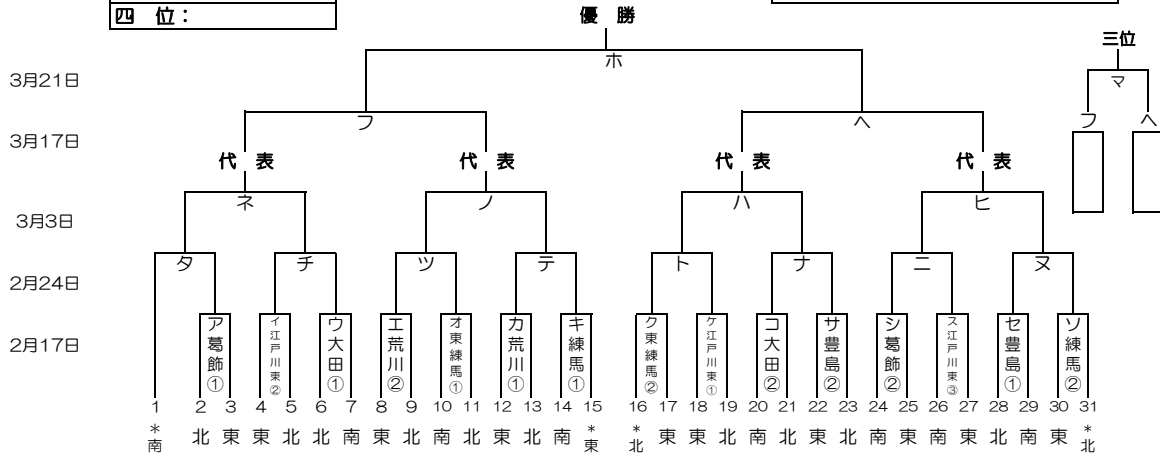 四 位：
優 勝
三位
ホ
3月21日
マ
フ
ヘ
フ
ヘ
3月17日
代 表
代 表
代 表
代 表
ネ
ノ
ハ
ヒ
3月3日
タ
チ
ツ
テ
ト
ナ
ニ
ヌ
2月24日
ア葛飾①
イ江戸川東②
ウ大田①
エ荒川②
オ東練馬①
カ荒川①
キ練馬①
ク東練馬②
ケ江戸川東①
コ大田②
サ豊島②
シ葛飾②
ス江戸川東③
セ豊島①
ソ練馬②
2月17日
1 2 3 4 5 6 7 8 9 10 11 12 13 14 15 16 17 18 19 20 21 22 23 24 25 26 27 28 29 30 31
*南 北 東 東 北 北 南 東 北 南 東 北 北 南 *東 *北 東 東 北 南 北 東 北 南 東 南 東 北 南 東 *北